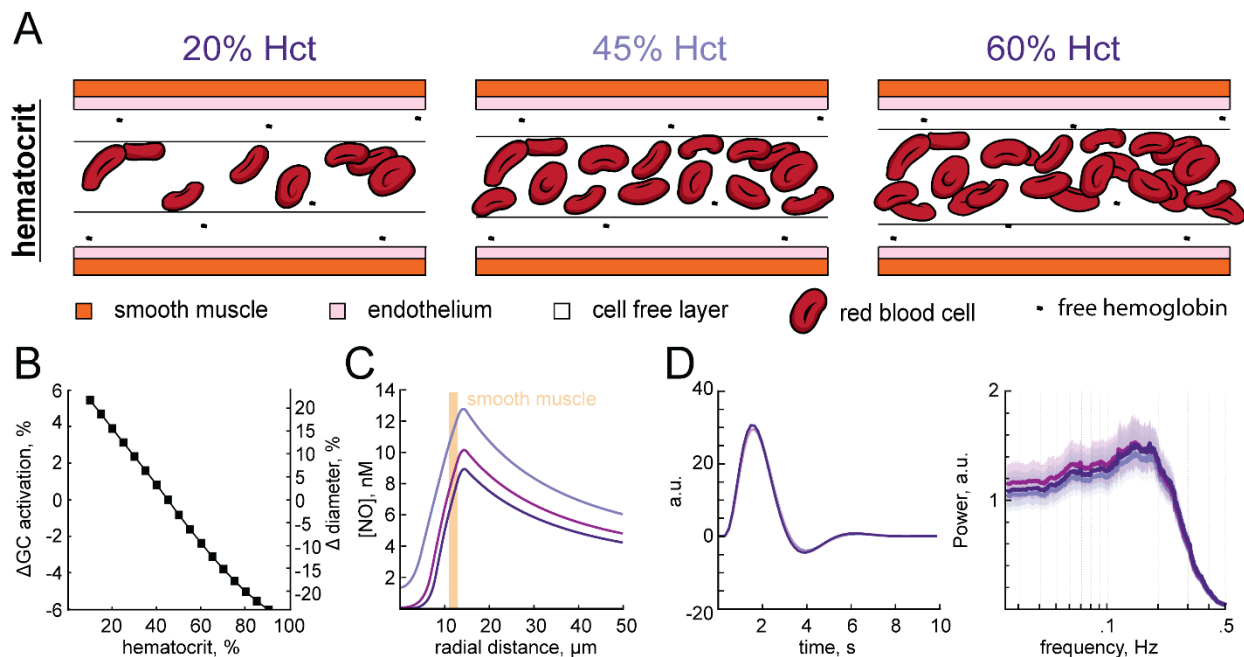 A
20% Hct
45% Hct
60% Hct
hematocrit
smooth muscle
endothelium
cell free layer
red blood cell
free hemoglobin
B
ΔGC activation, %
6
4
2
0
-2
-4
-6
20
40
60
80
100
hematocrit, %
20
15
10
5
0
-5
-10
-15
-20
Δ diameter, %
C
[NO], nM
14
12
10
8
6
4
2
smooth muscle
10
20
30
40
50
radial distance, μm
D
a.u.
40
20
0
-20
2
4
6
8
10
time, s
Power, a.u.
2
1
.1
.5
frequency, Hz